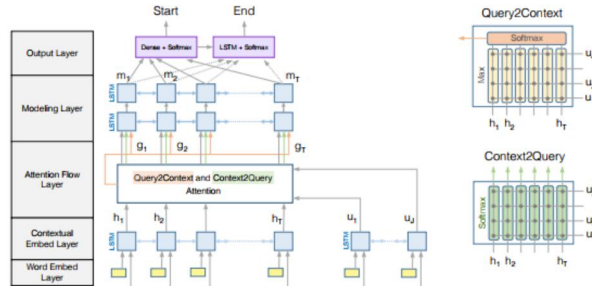 Start End
Output Layer
Dense + Softmax
LSTM + Softmax
m1 m2 mT
Modeling Layer
LSTM
LSTM
g1 g2 gT
Attention Flow
Layer
Query2Context and Context2Query
Attention
h1 h2 hT u1 uJ
Contextual
Embed Layer
LSTM
LSTM
Word Embed
Layer
Query2Context
Softmax
Max
h1 h2 hT
Context2Query
Softmax
h1 h2 hT